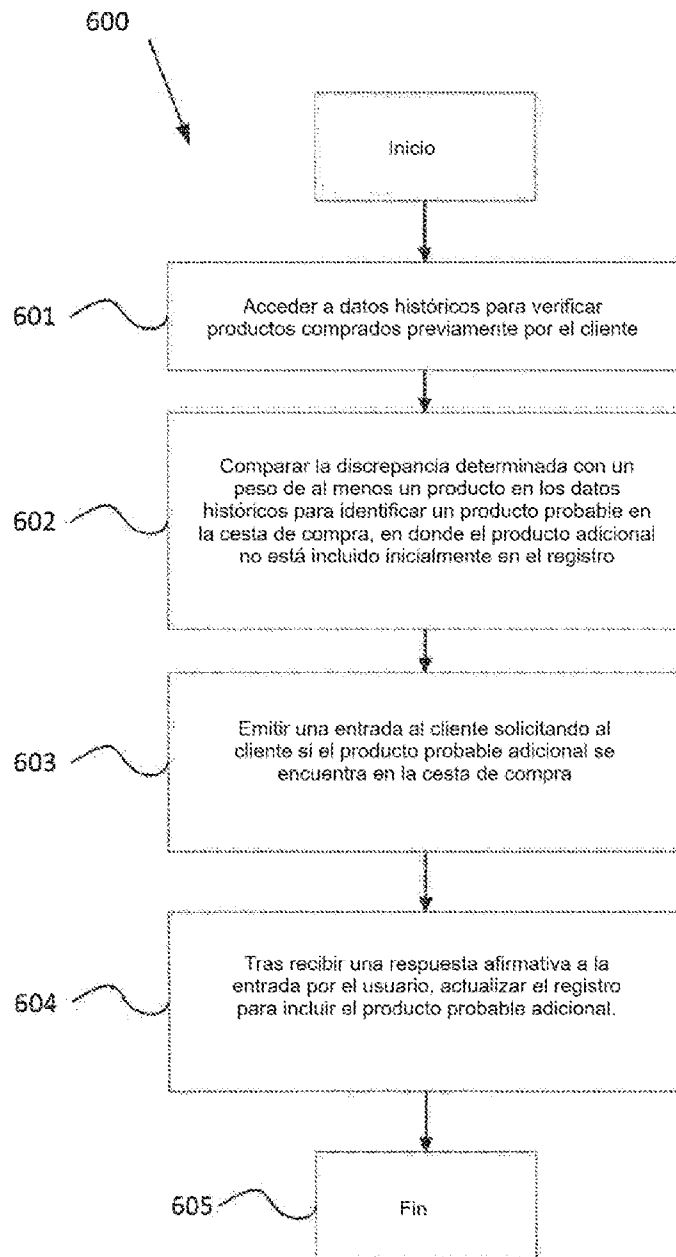 600
Inicio
601
Acceder a datos históricos para verificar
productos comprados previamente por el cliente
602
Comparar la discrepancia determinada con un
peso de al menos un producto en los datos
históricos para identificar un producto probable en
la cesta de compra, en donde el producto adicional
no está incluido inicialmente en el registro
603
Emitir una entrada al cliente solicitando al
cliente si el producto probable adicional se
encuentra en la cesta de compra
604
Tras recibir una respuesta afirmativa a la
entrada por el usuario, actualizar el registro
para incluir el producto probable adicional.
605
Fin